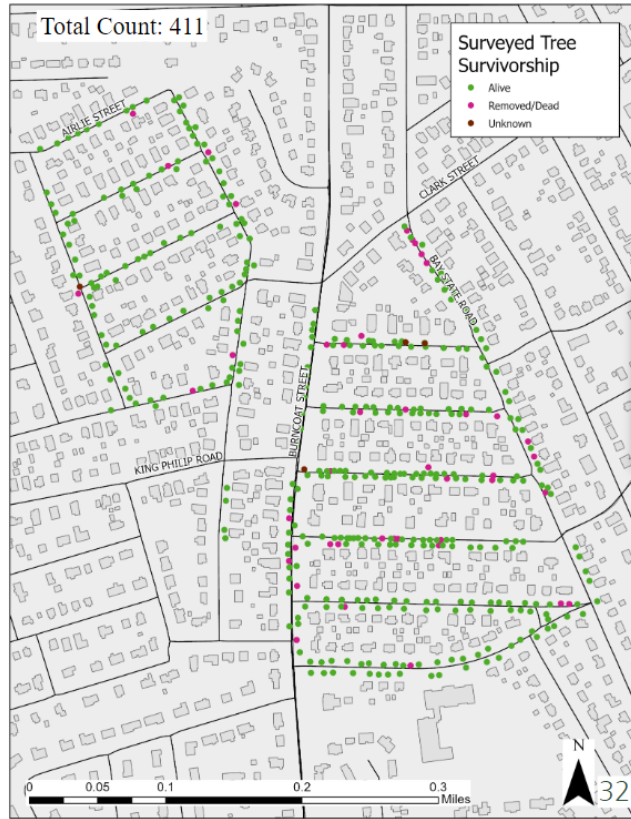 Total Count: 411
Surveyed Tree
Survivorship
Alive
Removed/Dead
Unknown
AIRLIE STREET
CLARK STREET
BAY STATE ROAD
BURNCOAT STREET
KING PHILIP ROAD
N
0 0.05 0.1 0.2 0.3
Miles
32